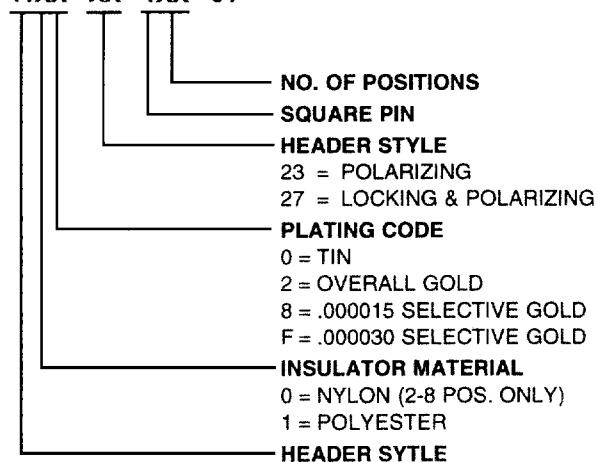 NO. OF POSITIONS
SQUARE PIN
HEADER STYLE
23 = POLARIZING
27 = LOCKING & POLARIZING
PLATING CODE
0 = TIN
2 = OVERALL GOLD
8 = .000015 SELECTIVE GOLD
F = .000030 SELECTIVE GOLD
INSULATOR MATERIAL
0 = NYLON (2-8 POS. ONLY)
1 = POLYESTER
HEADER SYTLE